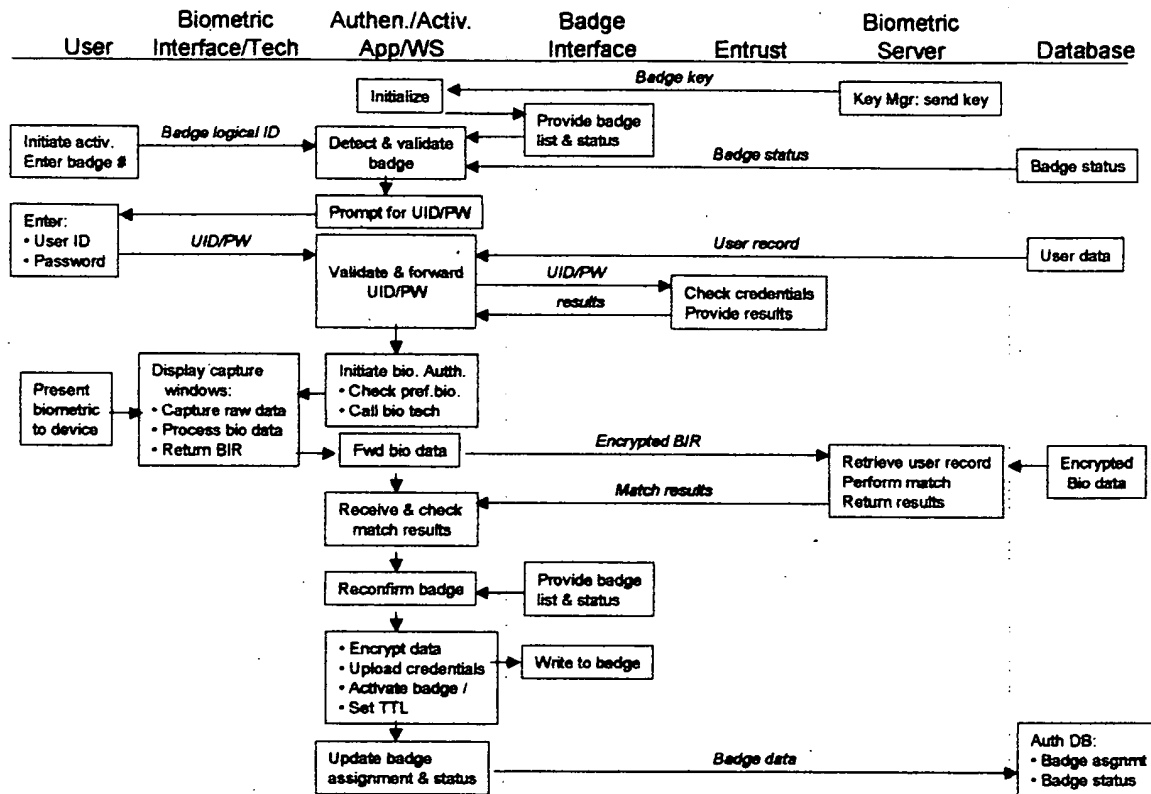 User
Biometric
Interface/Tech
Authen./Activ.
App/WS
Badge
Interface
Entrust
Biometric
Server
Database
Badge key
Initialize
Key Mgr: send key
Provide badge
list & status
Initiate activ.
Enter badge #
Badge logical ID
Detect & validate
badge
Badge status
Badge status
Prompt for UID/PW
Enter:
• User ID
• Password
UID/PW
Validate & forward
UID/PW
User record
User data
UID/PW
results
Check credentials
Provide results
Present
biometric
to device
Display capture
windows:
• Capture raw data
• Process bio data
• Return BIR
Initiate bio. Auth.
• Check pref.bio.
• Call bio tech
Fwd bio data
Encrypted BIR
Retrieve user record
Perform match
Return results
Encrypted
Bio data
Match results
Receive & check
match results
Reconfirm badge
Provide badge
list & status
• Encrypt data
• Upload credentials
• Activate badge /
• Set TTL
Write to badge
Update badge
assignment & status
Badge data
Auth DB:
• Badge asgnmt
• Badge status